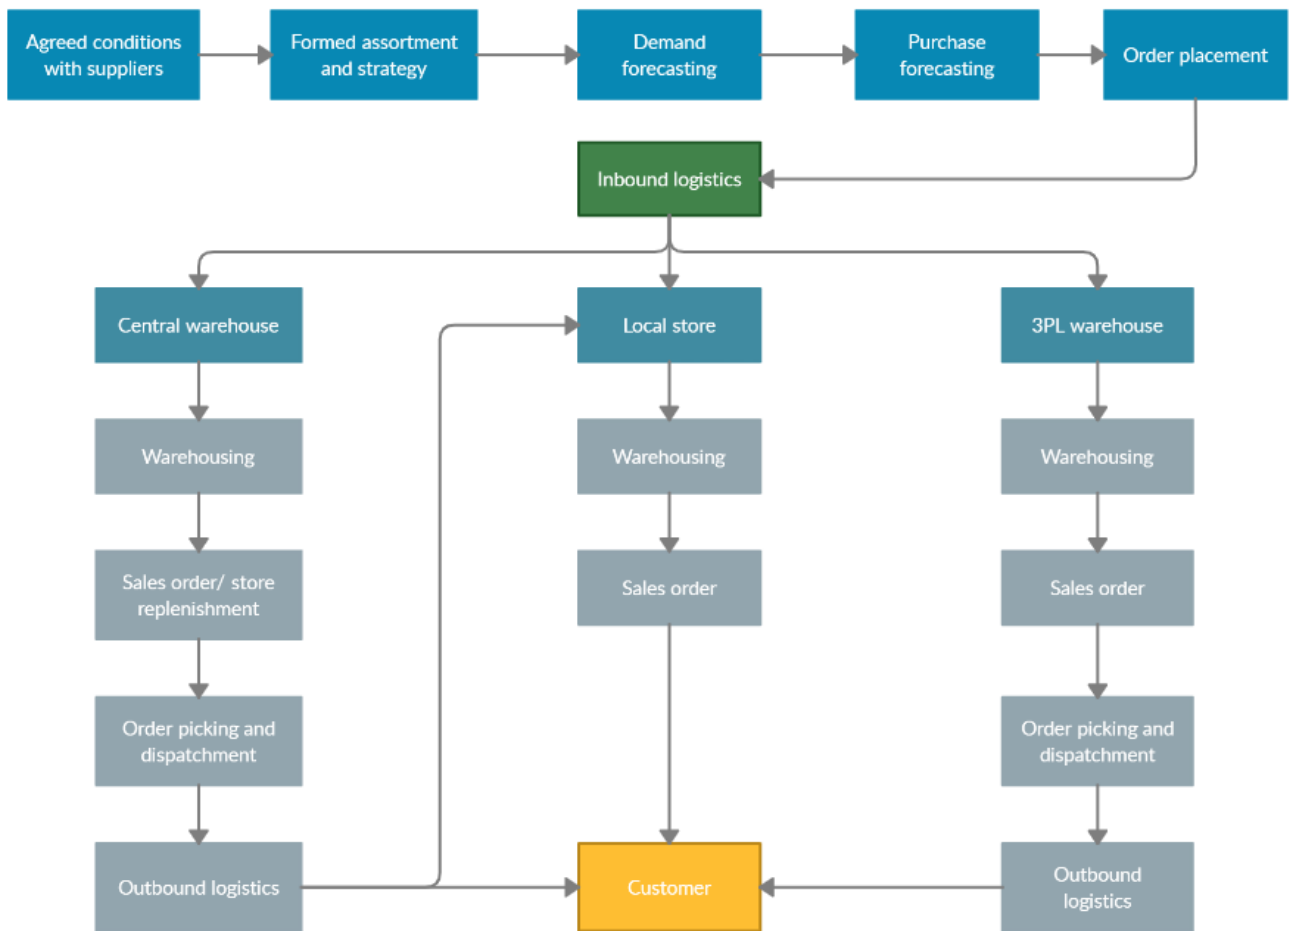 Agreed conditions
with suppliers
Formed assortment
and strategy
Demand
forecasting
Purchase
forecasting
Order placement
Inbound logistics
Central warehouse
Local store
3PL warehouse
Warehousing
Warehousing
Warehousing
Sales order/ store
replenishment
Sales order
Sales order
Order picking and
dispatchment
Order picking and
dispatchment
Outbound logistics
Customer
Outbound
logistics